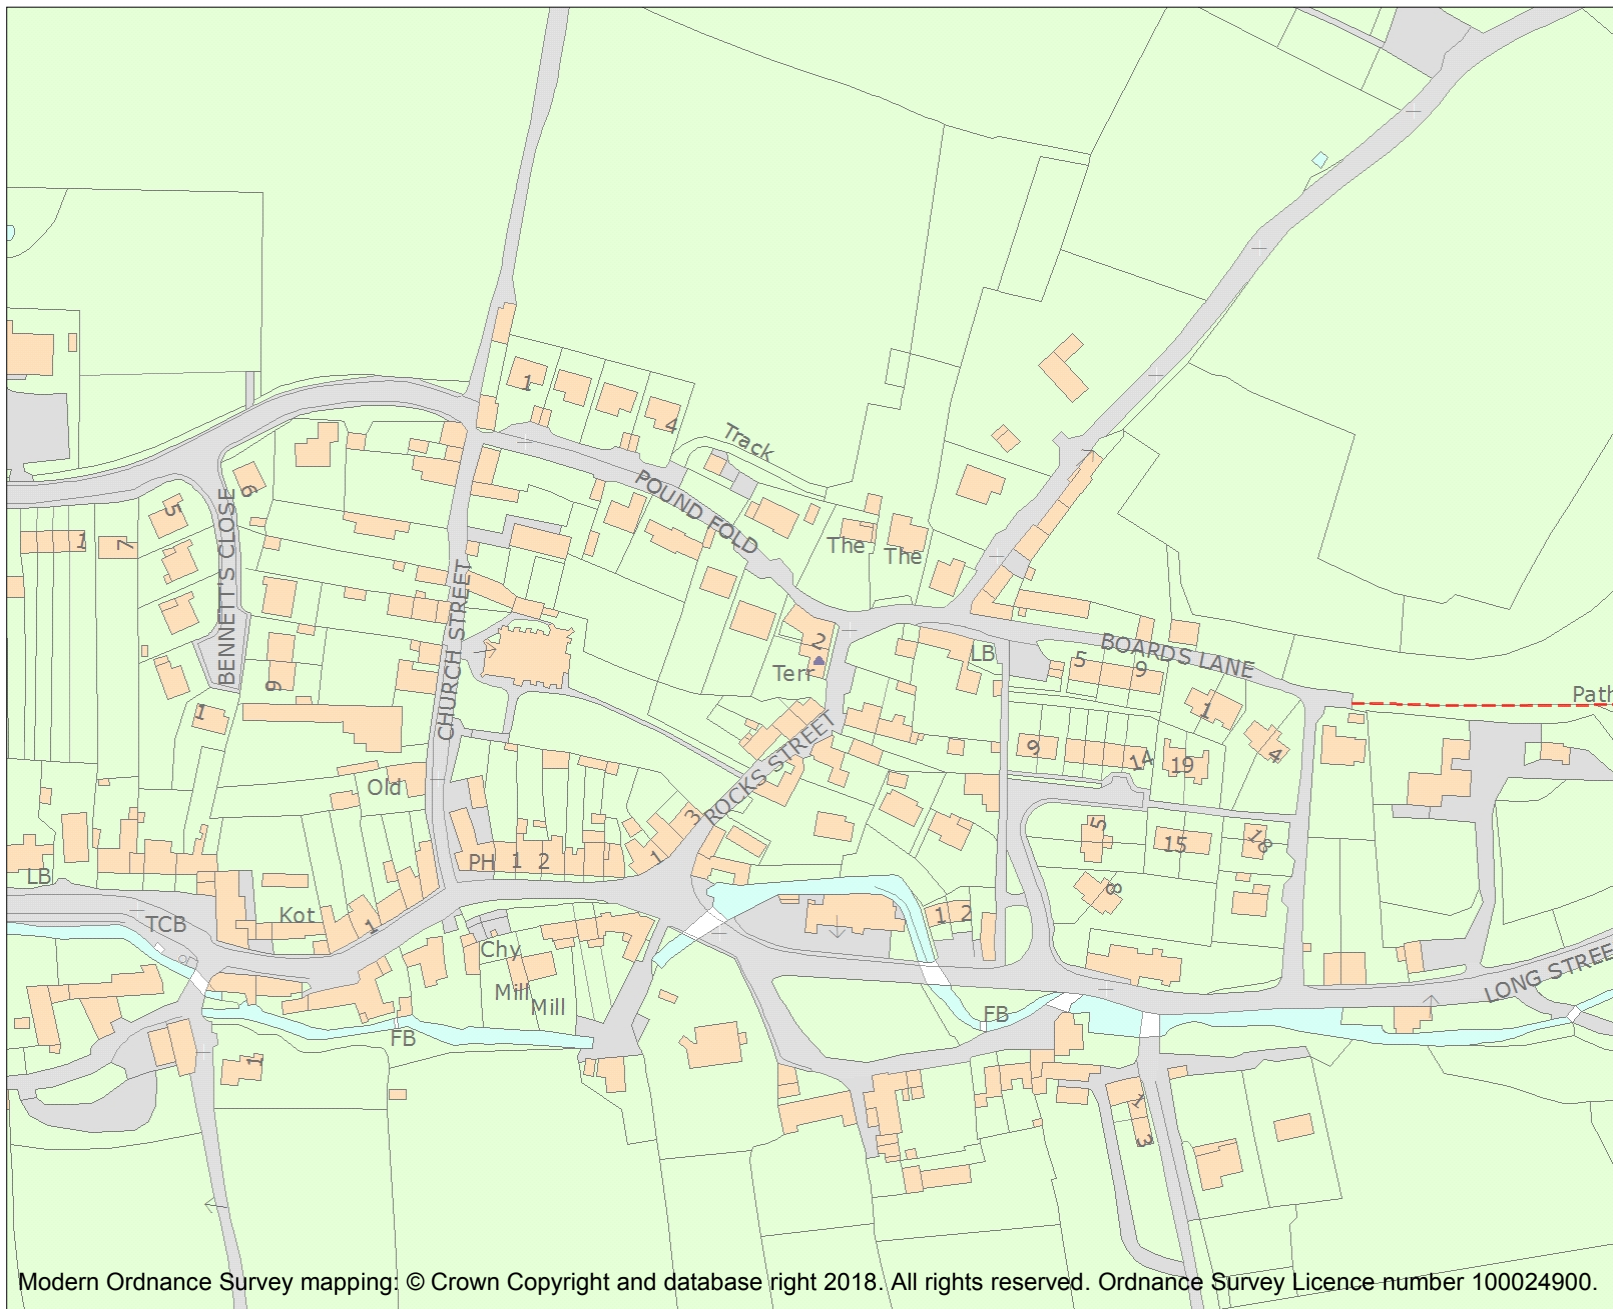 1
4
Track
POUND FOLD
6
5
BENNETT'S CLOSE
1
7
The
The
CHURCH STREET
2
Terr
LB
BOARDS LANE
5
9
Path
9
1
1
4
9
14
19
ROCKS STREET
Old
3
5
15
18
PH
1
2
1
LB
8
Kot
1
TCB
1
2
Chy
LONG STREE
Mill
Mill
FB
FB
1
1
3
Modern Ordnance Survey mapping: © Crown Copyright and database right 2018. All rights reserved. Ordnance Survey Licence number 100024900.